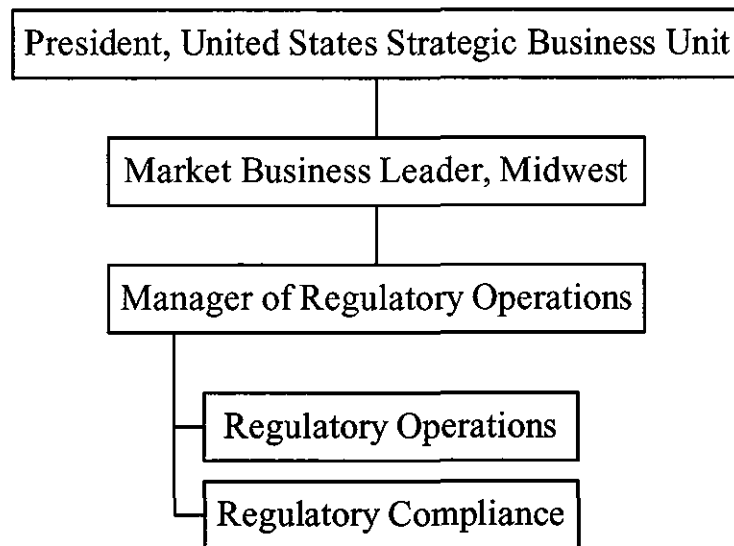 President, United States Strategic Business Unit
Market Business Leader, Midwest
Manager of Regulatory Operations
Regulatory Operations
Regulatory Compliance